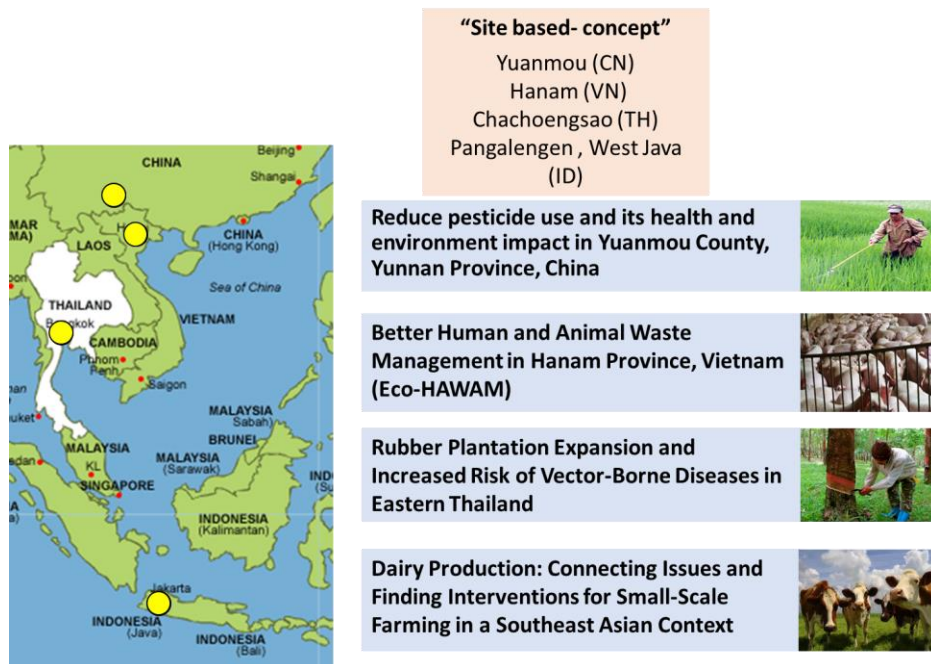 “Site based- concept”
Yuanmou (CN)
Hanam (VN)
Chachoengsao (TH)
Pangalengen , West Java
(ID)
Beijing
CHINA
Shangai
CHINA
(Hong Kong)
LAOS
Sea of China
THAILAND
Bangkok
VIETNAM
CAMBODIA
Phnom
Penh
Saigon
MALAYSIA
Sabah)
BRUNEI
MALAYSIA
(Sarawak)
MALAYSIA
KL
SINGAPORE
INDONESIA
(Kalimantan)
Jakarta
INDONESIA
(Java)
INDONESIA
(Bali)
Reduce pesticide use and its health and
environment impact in Yuanmou County,
Yunnan Province, China
Better Human and Animal Waste
Management in Hanam Province, Vietnam
(Eco-HAWAM)
Rubber Plantation Expansion and
Increased Risk of Vector-Borne Diseases in
Eastern Thailand
Dairy Production: Connecting Issues and
Finding Interventions for Small-Scale
Farming in a Southeast Asian Context